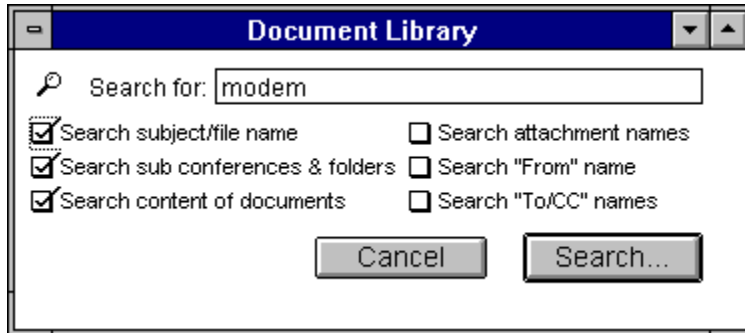 Document Library
Search for: modem
Search subject/file name
Search attachment names
Search sub conferences & folders
Search "From" name
Search content of documents
Search "To/CC" names
Cancel
Search...